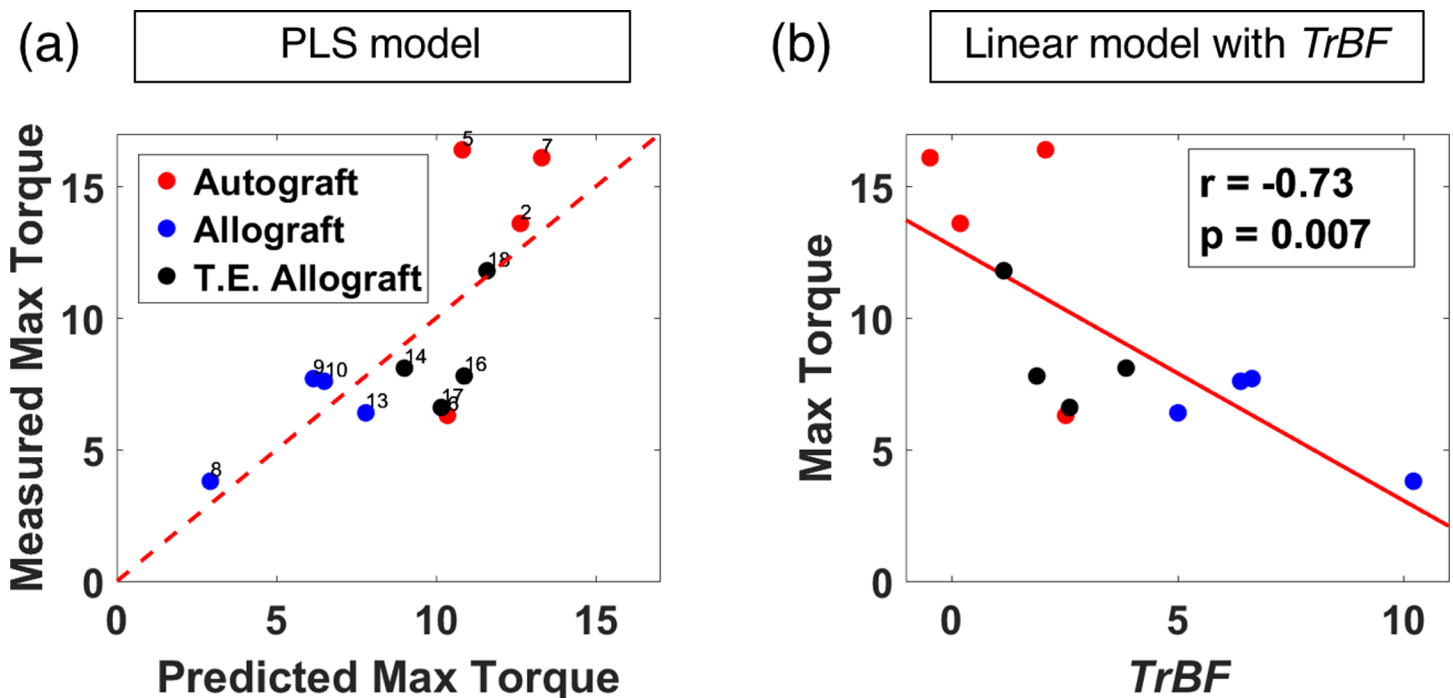 (a)
PLS model
(b)
Linear model with TrBF
Measured Max Torque
15
10
5
0
Autograft
Allograft
T.E. Allograft
5
7
2
18
14
16
9
10
13
17
6
8
0
5
10
15
Predicted Max Torque
Max Torque
15
10
5
0
r = -0.73
p = 0.007
0
5
10
TrBF